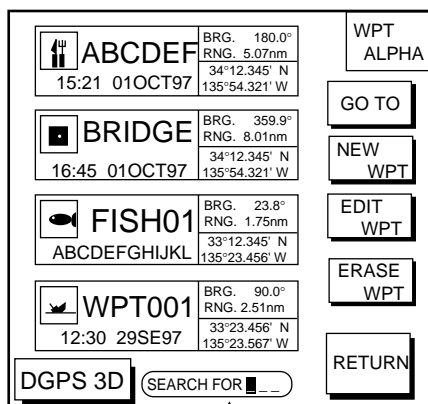 ABCDEF
BRG. 180.0°
RNG. 5.07nm
15:21 01OCT97
34°12.345' N
135°54.321' W
BRIDGE
BRG. 359.9°
RNG. 8.01nm
16:45 01OCT97
34°12.345' N
135°54.321' W
FISH01
BRG. 23.8°
RNG. 1.75nm
ABCDEFGHIJKL
33°12.345' N
135°23.456' W
WPT001
BRG. 90.0°
RNG. 2.51nm
12:30 29SE97
33°23.456' N
135°23.567' W
DGPS 3D
SEARCH FOR _ _
WPT
ALPHA
GO TO
NEW
WPT
EDIT
WPT
ERASE
WPT
RETURN